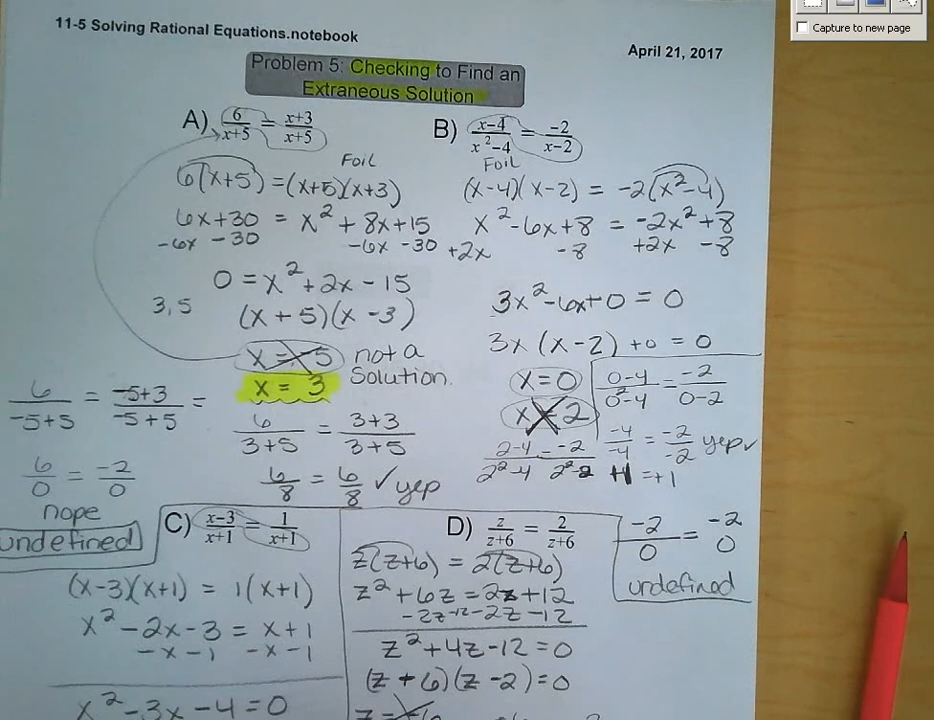 Capture to new page
11-5 Solving Rational Equations.notebook
April 21, 2017
Problem 5: Checking to Find an
Extraneous Solution
A) 6/x+5 = x+3/x+5
Foil
6(x+5) = (x+5)(x+3)
6x+30 = x² + 8x+15
-6x -30 -6x -30
0 = x² + 2x - 15
3, 5
(x + 5)(x - 3)
x = -5 not a
x = 3 Solution.
6/-5+5 = -5+3/-5+5 =
6/0 = -2/0
nope
undefined
6/3+5 = 3+3/3+5
6/8 = 6/8 ✓ yep
B) x-4/x²-4 = -2/x-2
Foil
(x-4)(x-2) = -2(x²-4)
x² -6x+8 = -2x²+8
+2x -8 +2x -8
3x²-6x+0 = 0
3x (x-2) +0 = 0
x=0
x=2
0-4/0²-4 = -2/0-2
-4/-4 = -2/-2 yep ✓
= +1
2-4/2²-4 = -2
-2/0 = -2/0
undefined
C) x-3/x+1 = 1/x+1
(x-3)(x+1) = 1(x+1)
x² -2x-3 = x+1
-x-1 -x-1
x² -3x -4 = 0
D) z/z+6 = 2/z+6
z(z+6) = 2(z+6)
z² +6z = 2z+12
-2z -12 -2z -12
z² +4z -12 = 0
(z + 6)(z - 2) = 0